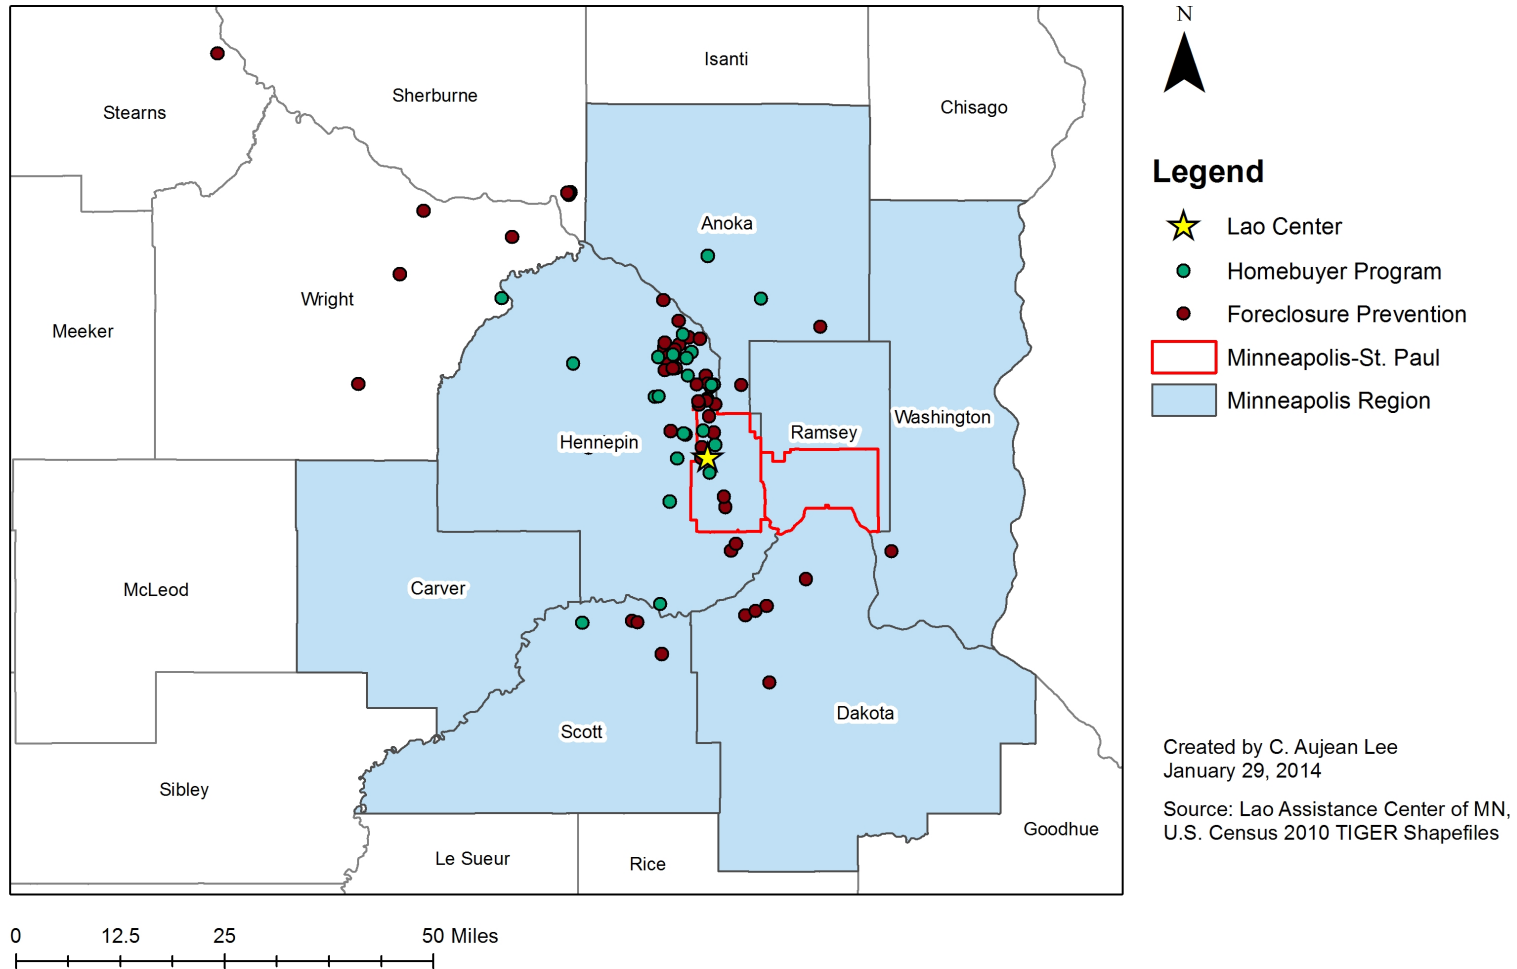 N
Isanti
Sherburne
Chisago
Stearns
Anoka
Wright
Meeker
Washington
Ramsey
Hennepin
McLeod
Carver
Dakota
Scott
Sibley
Goodhue
Le Sueur
Rice
Legend
Lao Center
Homebuyer Program
Foreclosure Prevention
Minneapolis-St. Paul
Minneapolis Region
Created by C. Aujean Lee
January 29, 2014
Source: Lao Assistance Center of MN,
U.S. Census 2010 TIGER Shapefiles
0 12.5 25 50 Miles